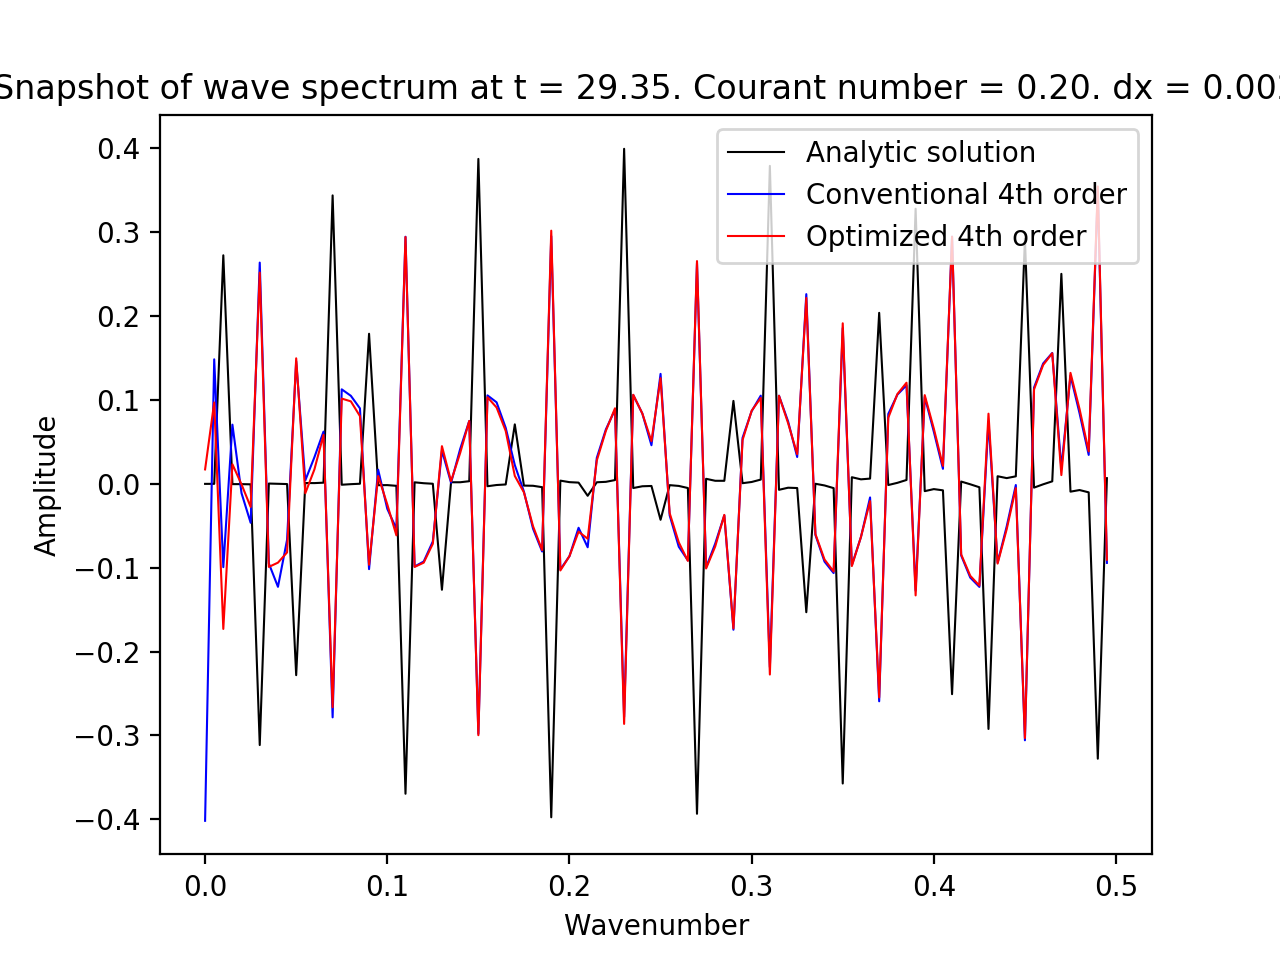 Snapshot of wave spectrum at t = 29.35. Courant number = 0.20. dx = 0.00
0.4
0.3
0.2
0.1
0.0
−0.1
−0.2
−0.3
−0.4
Amplitude
Analytic solution
Conventional 4th order
Optimized 4th order
0.0 0.1 0.2 0.3 0.4 0.5
Wavenumber